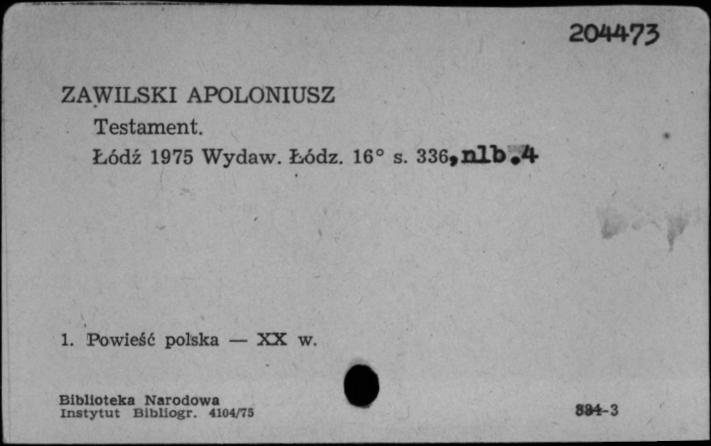 204473
ZAWILSKI APOLONIUSZ
Testament.
Łódź 1975 Wydaw. Łódz. 16° s. 336, nlb. 4
1. Powieść polska — XX w.
Biblioteka Narodowa
Instytut Bibliogr. 4104/75
884-3